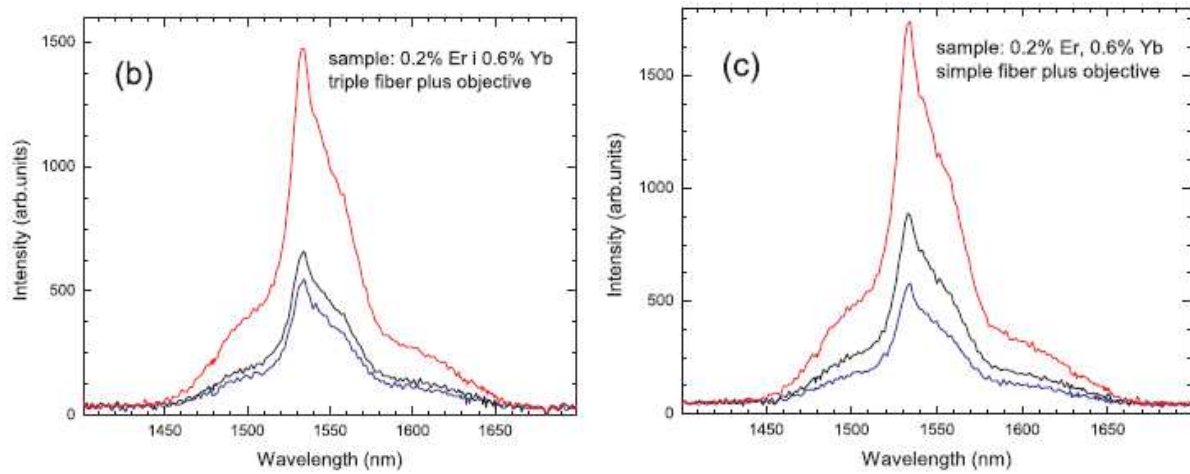 (b)
sample: 0.2% Er i 0.6% Yb
triple fiber plus objective
1500
1000
500
0
Intensity (arb.units)
1450 1500 1550 1600 1650
Wavelength (nm)
(c)
sample: 0.2% Er, 0.6% Yb
simple fiber plus objective
1500
1000
500
0
Intensity (arb.units)
1450 1500 1550 1600 1650
Wavelength (nm)